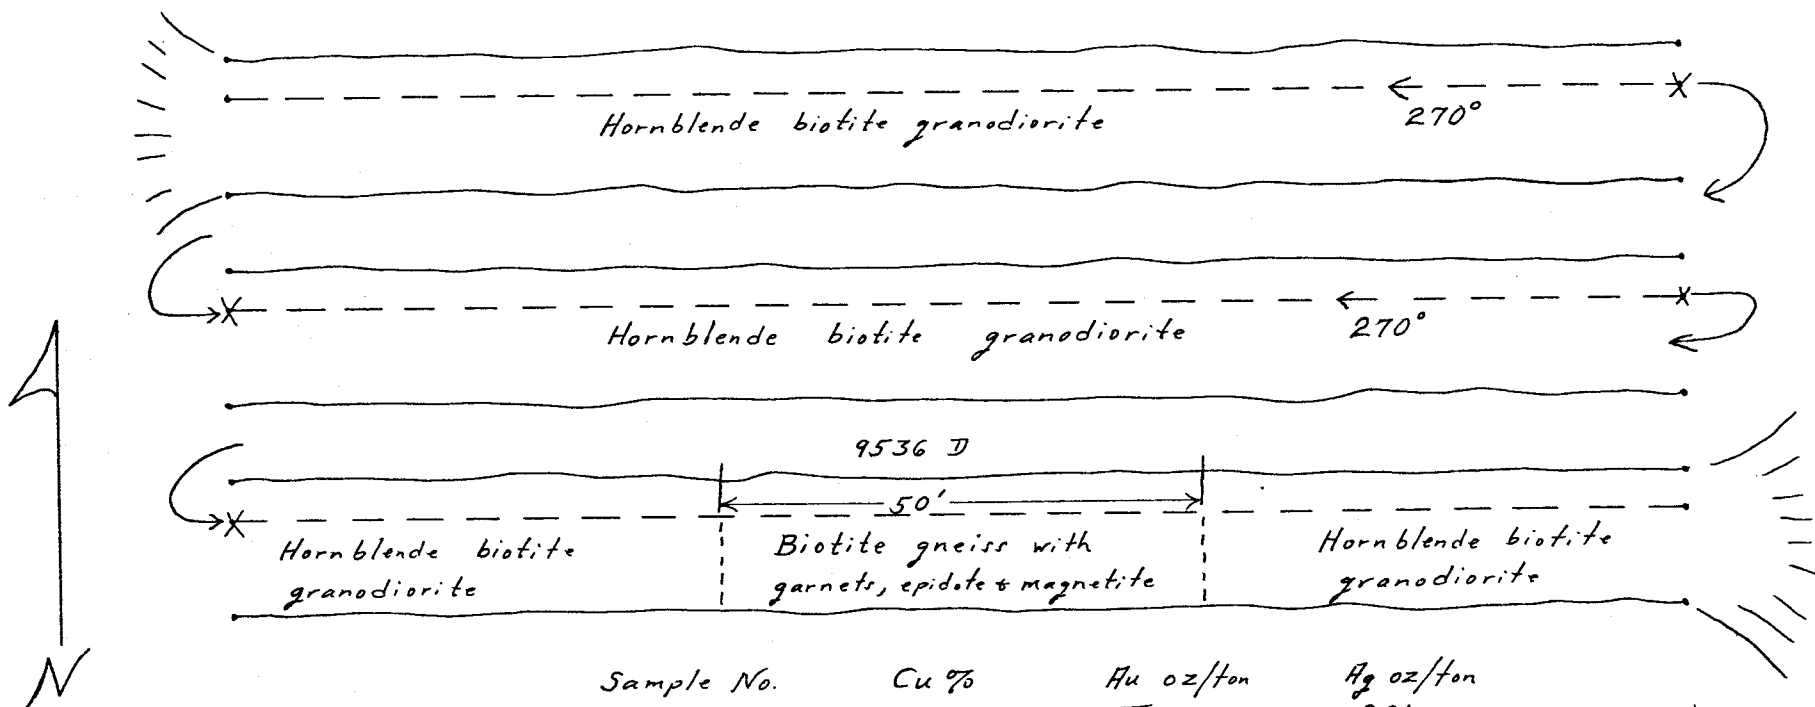 Hornblende biotite granodiorite
270°
Hornblende biotite granodiorite
270°
9536 D
50'
Hornblende biotite
granodiorite
Biotite gneiss with
garnets, epidote & magnetite
Hornblende biotite
granodiorite
N
Sample No. Cu % Au oz/ton Ag oz/ton